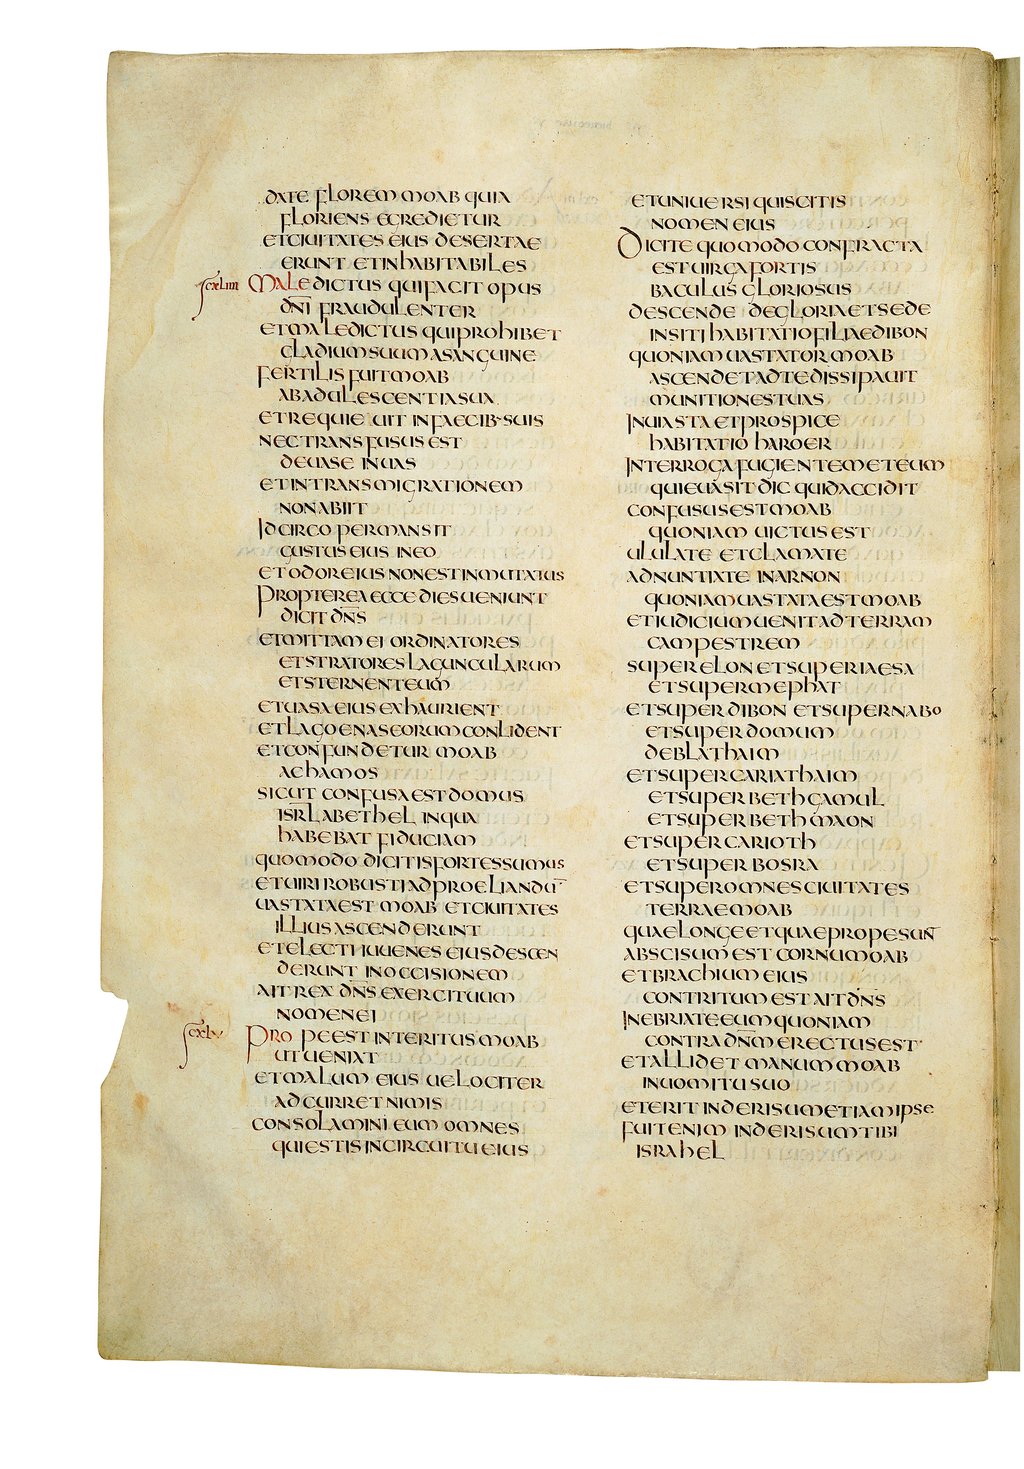 date florem moab quia
floriens egredietur
et ciuitates eius desertae
erunt et inhabitabiles
cxliiii Maledictus qui facit opus
dn̄i fraudulenter
et maledictus qui prohibet
gladium suum a sanguine
fertilis fuit moab
ab adulescentia sua
et requieuit in faecib· suis
nec transfusus est
de uase in uas
et in transmigrationem
non abiit
Idcirco permansit
gustus eius in eo
et odor eius non est inmutatus
Propterea ecce dies ueniunt
dicit dn̄s
et mittam ei ordinatores
et stratores laguncularum
et sternent eum
et uasa eius exhaurient
et lagoenas eorum conlident
et confundetur moab
a chamos
sicut confusa est domus
isrl̄ a bethel in qua
habebat fiduciam
quomodo dicitis fortes sumus
et uiri robusti ad proeliandū
uastata est moab et ciuitates
illius ascenderunt
et electi iuuenes eius descen
derunt in occisionem
ait rex dn̄s exercituum
nomen ei
cxlv Prope est interitus moab
ut ueniat
et malum eius uelociter
adcurret nimis
consolamini eum omnes
qui estis in circuitu eius
et uniuersi qui scitis
nomen eius
Dicite quomodo confracta
est uirga fortis
baculus gloriosus
descende de gloria et sede
in siti habitatio filiae dibon
quoniam uastator moab
ascendet ad te dissipauit
munitiones tuas
In uia sta et prospice
habitatio haroer
Interroga fugientem et eum
qui euasit dic quid accidit
confusus est moab
quoniam uictus est
ululate et clamate
adnuntiate in arnon
quoniam uastata est moab
et iudicium uenit ad terram
campestrem
super elon et super iaesa
et super mephat
et super dibon et super nabo
et super domum
deblathaim
et super cariathaim
et super bethgamul
et super bethmaon
et super carioth
et super bosra
et super omnes ciuitates
terrae moab
quae longe et quae prope sun̄
abscisum est cornu moab
et brachium eius
contritum est ait dn̄s
Inebriate eum quoniam
contra dn̄m erectus est
et allidet manum moab
in uomitu suo
et erit in derisum etiam ipse
fuit enim in derisum tibi
israhel